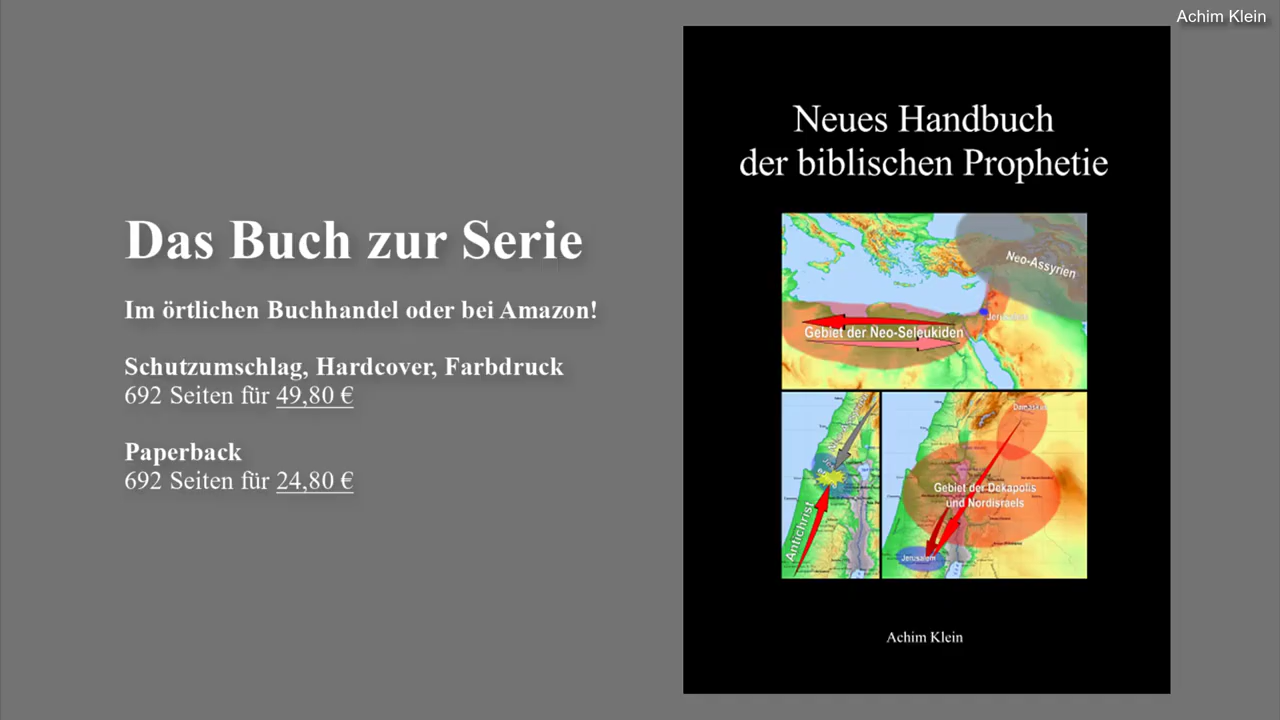 Achim Klein
Das Buch zur Serie
Im örtlichen Buchhandel oder bei Amazon!
Schutzumschlag, Hardcover, Farbdruck
692 Seiten für 49,80 €
Paperback
692 Seiten für 24,80 €
Neues Handbuch
der biblischen Prophetie
Neo-Assyrien
Jerusalem
Gebiet der Neo-Seleukiden
Antichrist
Damaskus
Gebiet der Dekapolis
und Nordisraels
Jerusalem
Achim Klein